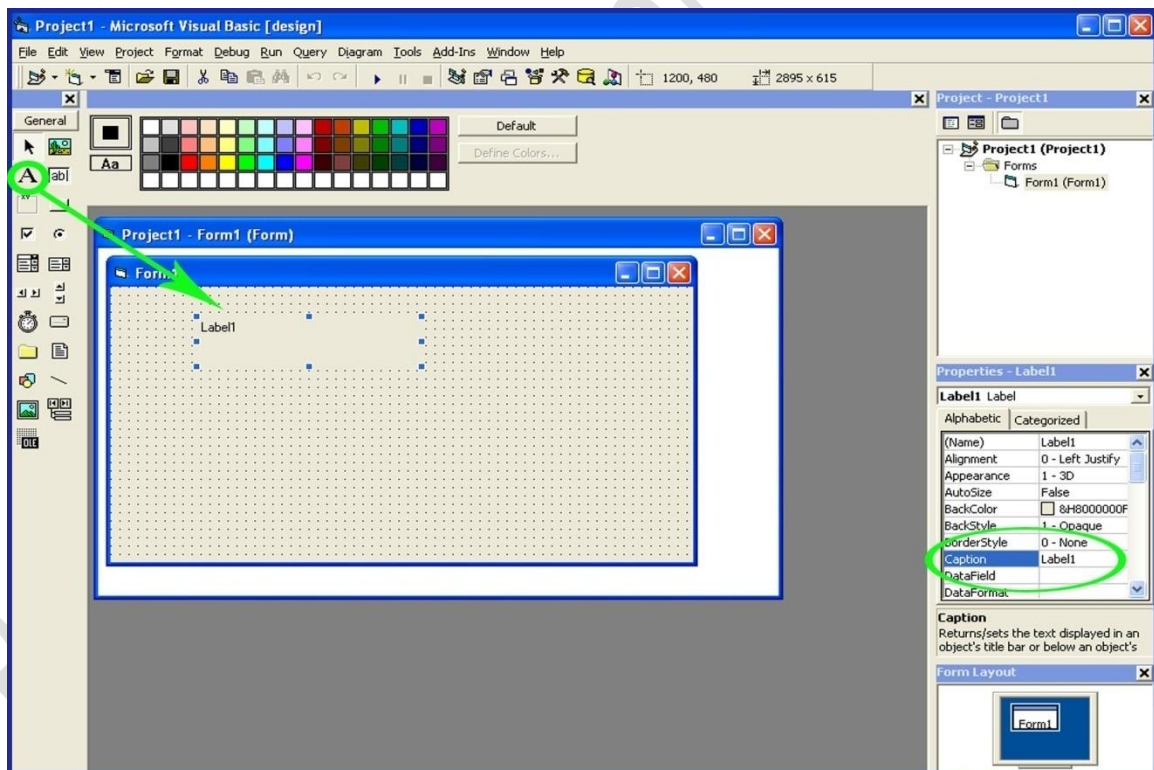 Project1 - Microsoft Visual Basic [design]
File Edit View Project Format Debug Run Query Diagram Tools Add-Ins Window Help
1200, 480 2895 x 615
General
A ab|
XY
OLE
Aa
Default
Define Colors...
Project1 - Form1 (Form)
Form1
Label1
Project - Project1
Project1 (Project1)
Forms
Form1 (Form1)
Properties - Label1
Label1 Label
Alphabetic Categorized
(Name) Label1
Alignment 0 - Left Justify
Appearance 1 - 3D
AutoSize False
BackColor &H8000000F
BackStyle 1 - Opaque
BorderStyle 0 - None
Caption Label1
DataField
DataFormat
Caption
Returns/sets the text displayed in an
object's title bar or below an object's
Form Layout
Form1